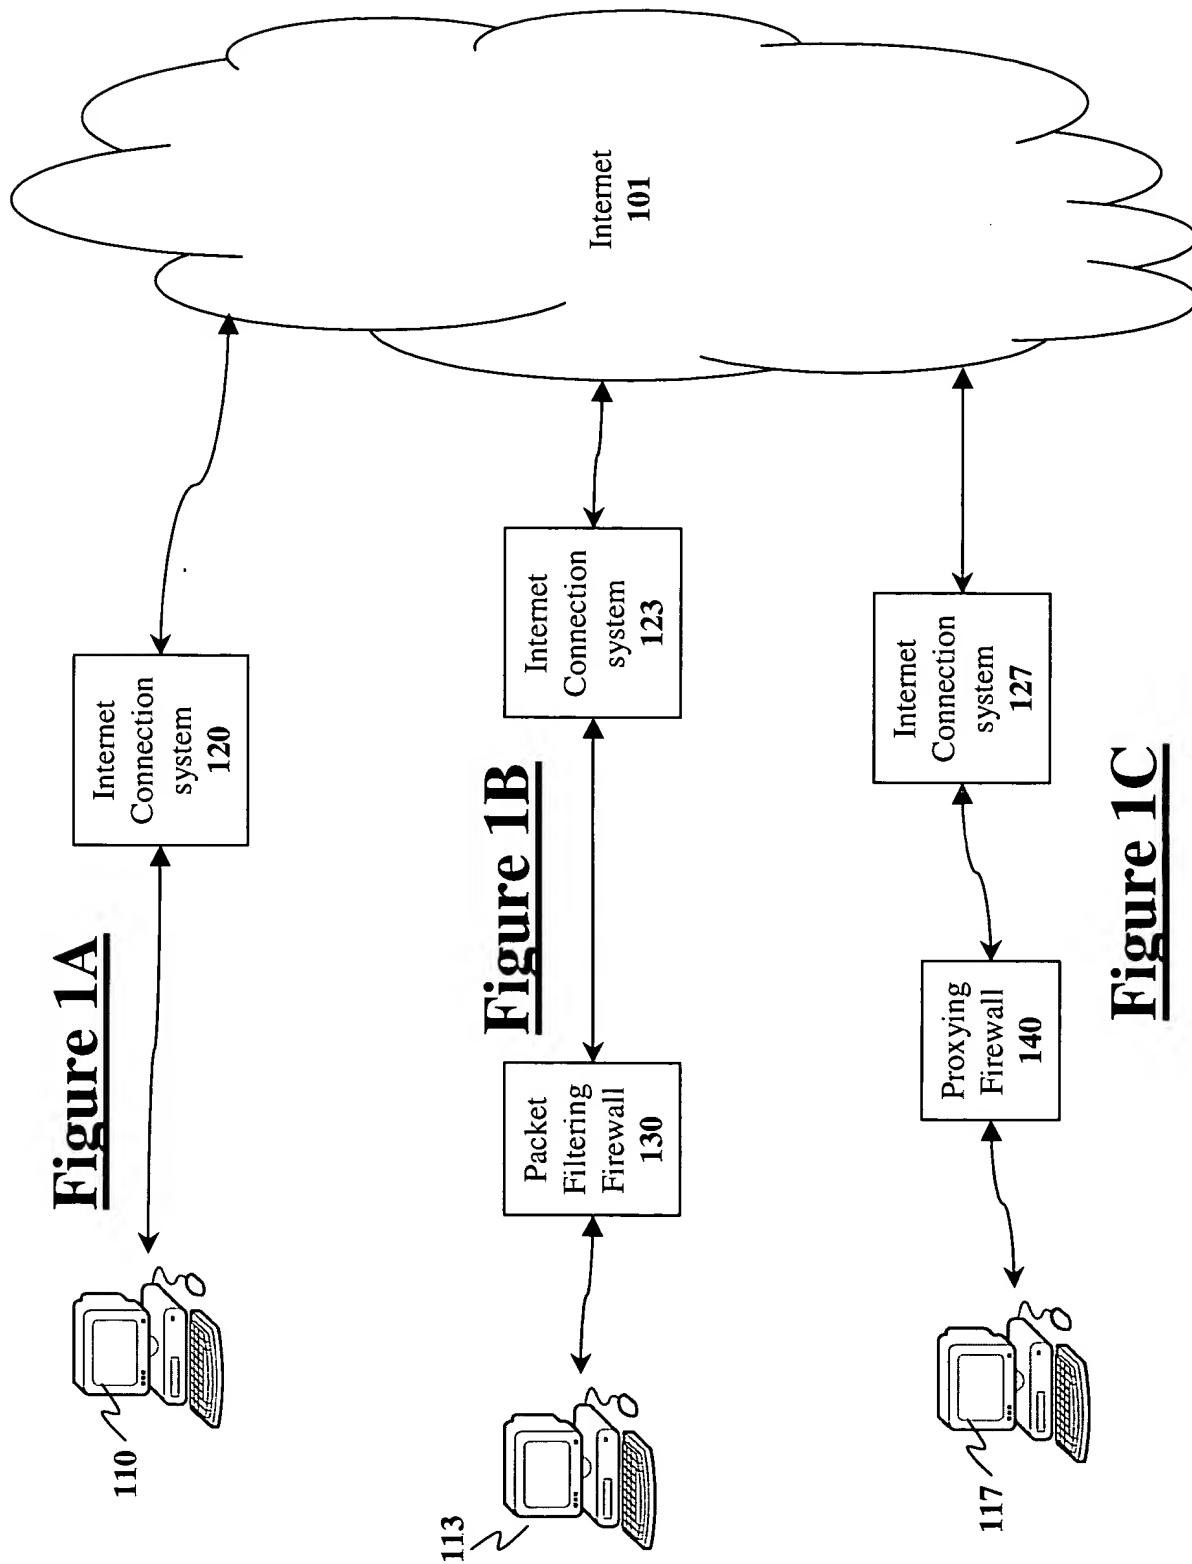 Figure 1A
110
Internet
Connection
system
120
Internet
101
Figure 1B
113
Packet
Filtering
Firewall
130
Internet
Connection
system
123
Figure 1C
117
Proxying
Firewall
140
Internet
Connection
system
127